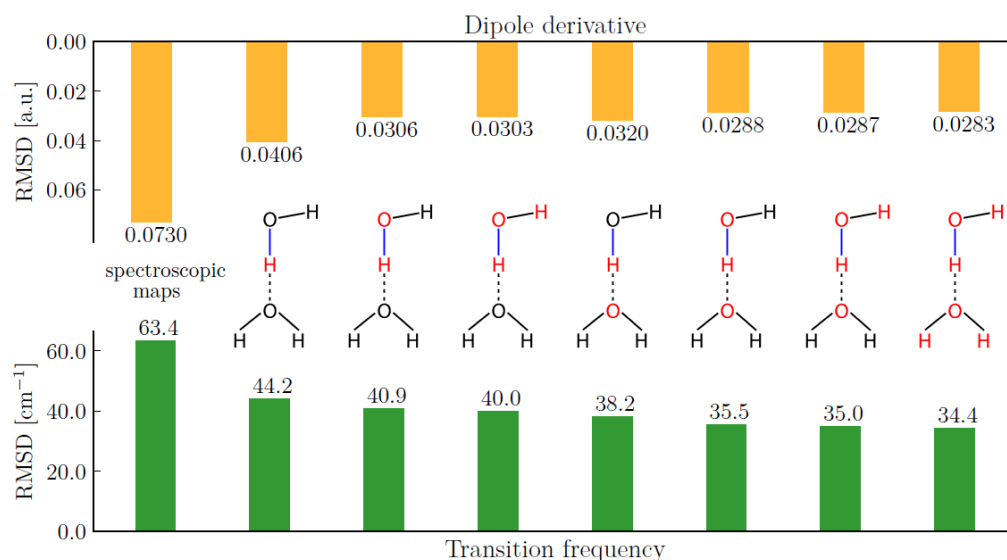 Dipole derivative
RMSD [a.u.]
0.00
0.02
0.04
0.06
0.0730
0.0406
0.0306
0.0303
0.0320
0.0288
0.0287
0.0283
spectroscopic
maps
O H O H O H O H O H O H O H
H H H H H H H
O O O O O O O
H H H H H H H H H H H H H H
RMSD [cm⁻¹]
60.0
40.0
20.0
0.0
63.4
44.2
40.9
40.0
38.2
35.5
35.0
34.4
Transition frequency